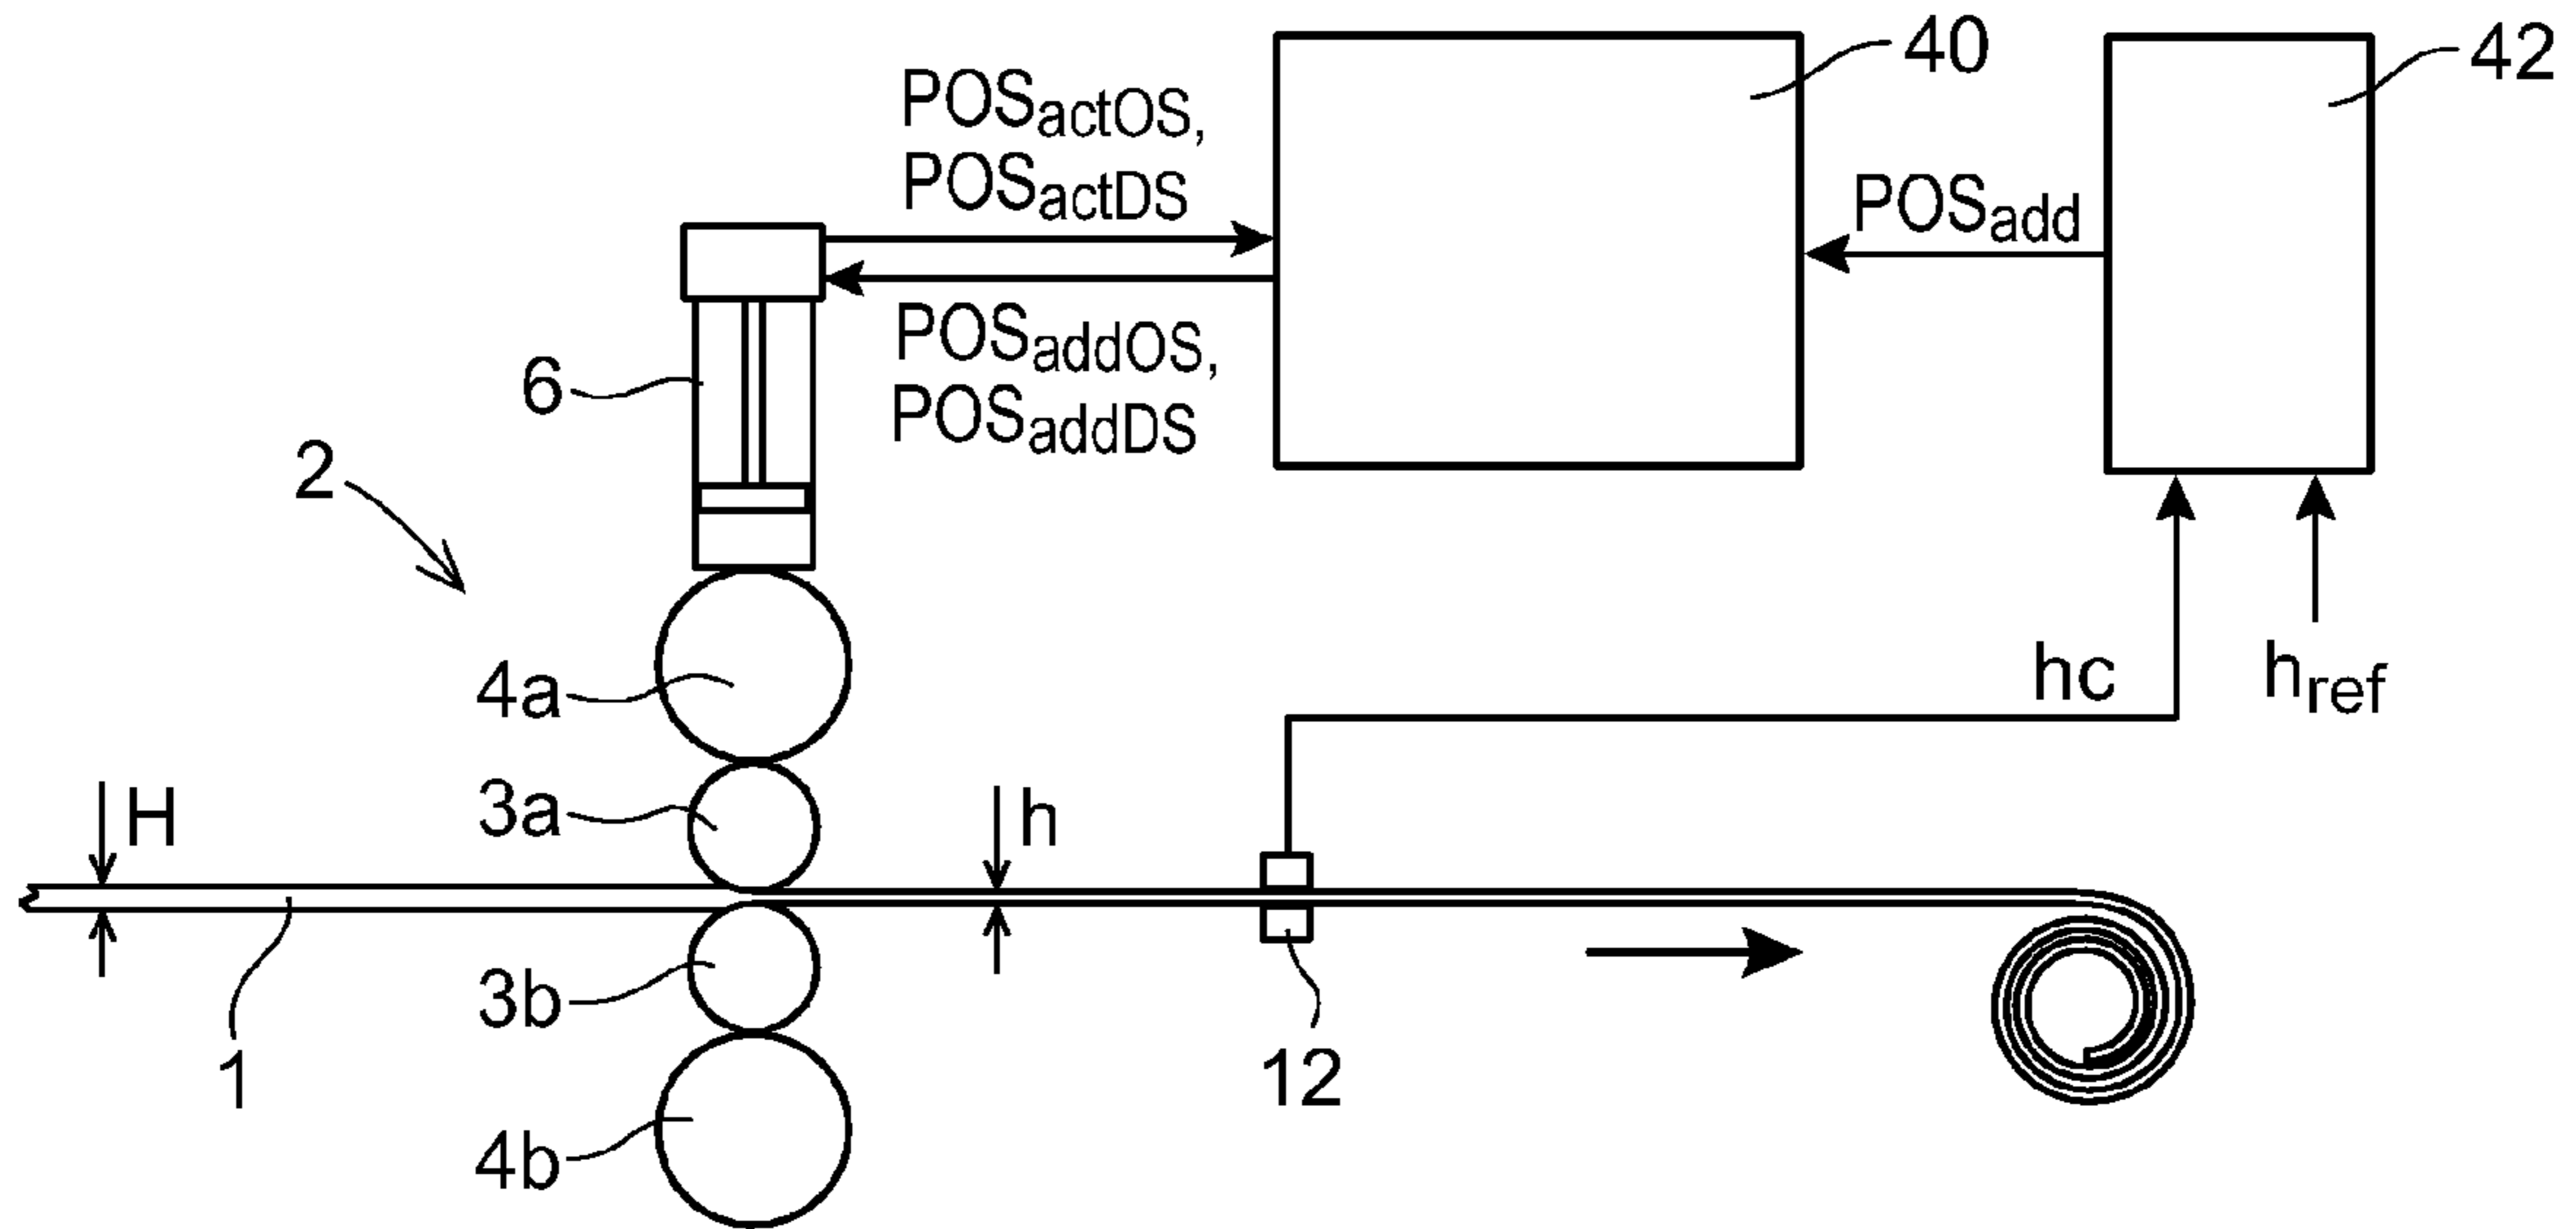 40
42
POSactOS,
POSactDS
POSadd
POSaddOS,
POSaddDS
6
2
hc
href
4a
3a
H
h
3b
1
12
4b